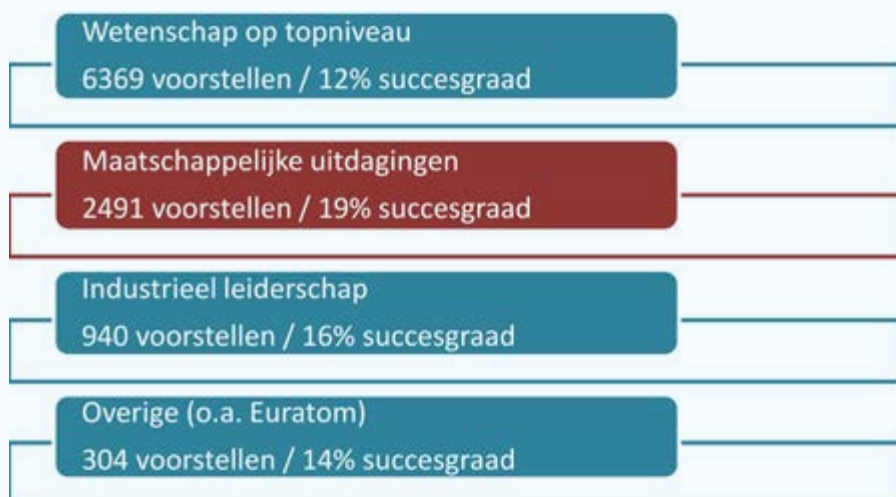 Wetenschap op topniveau
6369 voorstellen / 12% succesgraad
Maatschappelijke uitdagingen
2491 voorstellen / 19% succesgraad
Industrieel leiderschap
940 voorstellen / 16% succesgraad
Overige (o.a. Euratom)
304 voorstellen / 14% succesgraad